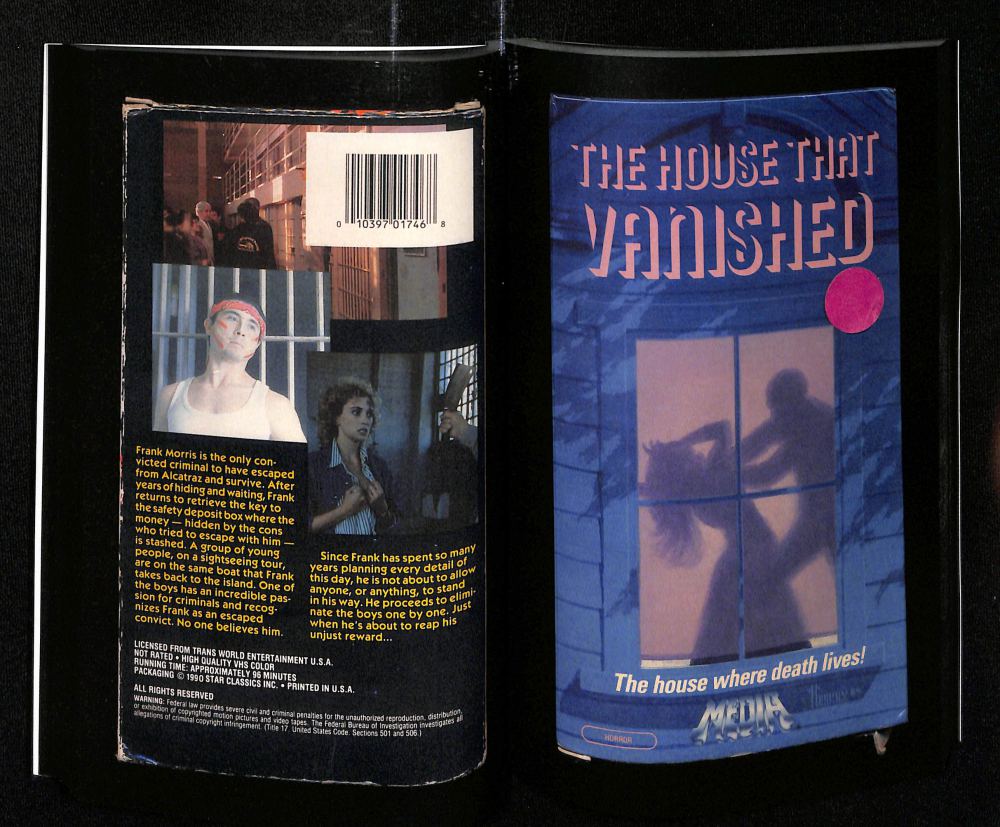 0 10397 01746 8
Frank Morris is the only con-
victed criminal to have escaped
from Alcatraz and survive. After
years of hiding and waiting, Frank
returns to retrieve the key to
the safety deposit box where the
money — hidden by the cons
who tried to escape with him —
is stashed. A group of young
people, on a sightseeing tour,
are on the same boat that Frank
takes back to the island. One of
the boys has an incredible pas-
sion for criminals and recog-
nizes Frank as an escaped
convict. No one believes him.
Since Frank has spent so many
years planning every detail of
this day, he is not about to allow
anyone, or anything, to stand
in his way. He proceeds to elimi-
nate the boys one by one. Just
when he's about to reap his
unjust reward...
LICENSED FROM TRANS WORLD ENTERTAINMENT U.S.A.
NOT RATED • HIGH QUALITY VHS COLOR
RUNNING TIME: APPROXIMATELY 96 MINUTES
PACKAGING © 1990 STAR CLASSICS INC. • PRINTED IN U.S.A.
ALL RIGHTS RESERVED
WARNING: Federal law provides severe civil and criminal penalties for the unauthorized reproduction, distribution,
or exhibition of copyrighted motion pictures and video tapes. The Federal Bureau of Investigation investigates all
allegations of criminal copyright infringement. (Title 17 United States Code. Sections 501 and 506.)
THE HOUSE THAT
VANISHED
The house where death lives!
MEDIA
HORROR